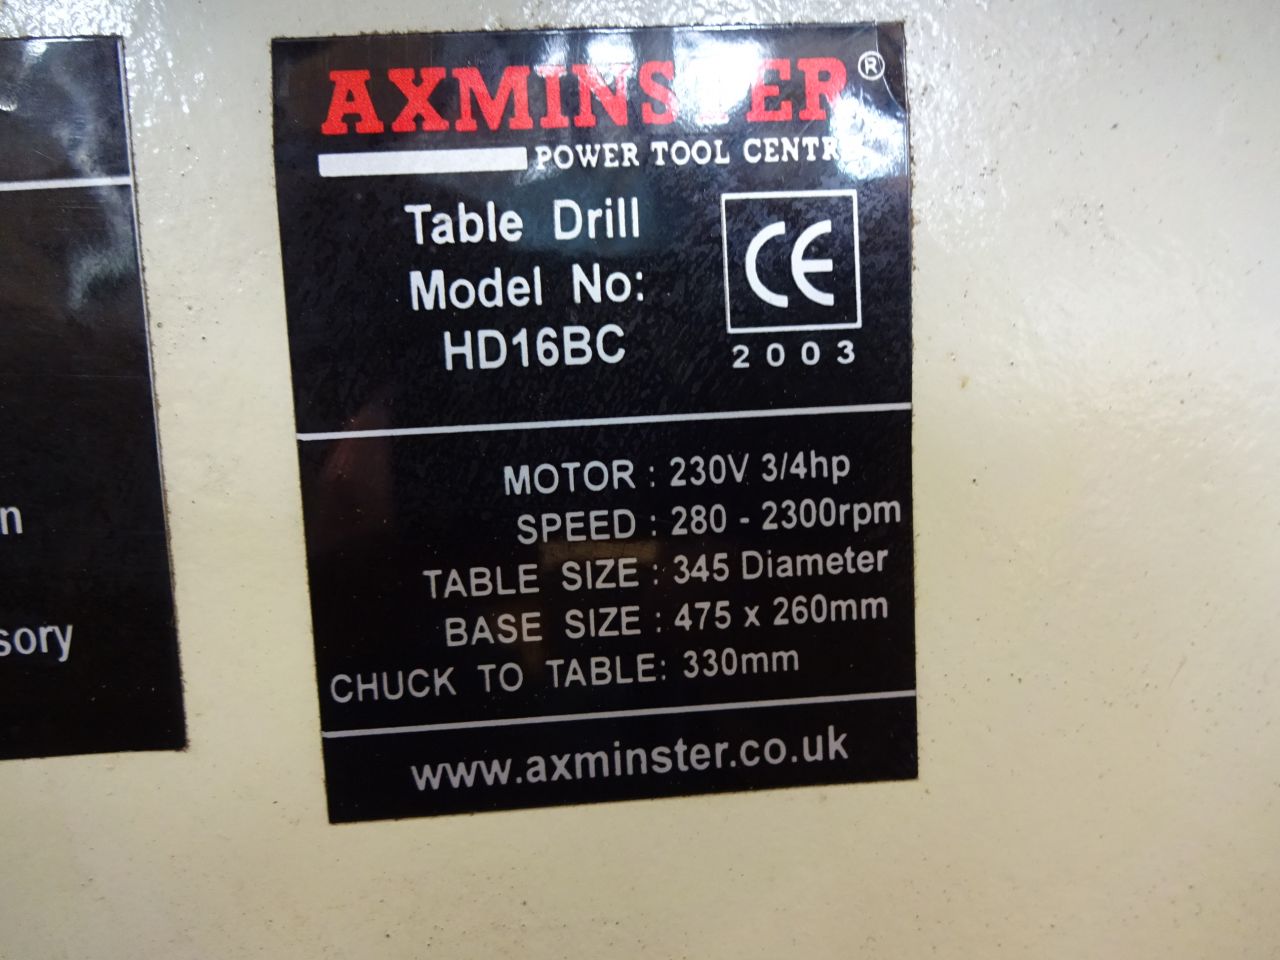 AXMINSTER®
POWER TOOL CENTRE
Table Drill
Model No:
HD16BC
CE
2003
MOTOR : 230V 3/4hp
SPEED : 280 - 2300rpm
TABLE SIZE : 345 Diameter
BASE SIZE : 475 x 260mm
CHUCK TO TABLE: 330mm
www.axminster.co.uk
n
sory